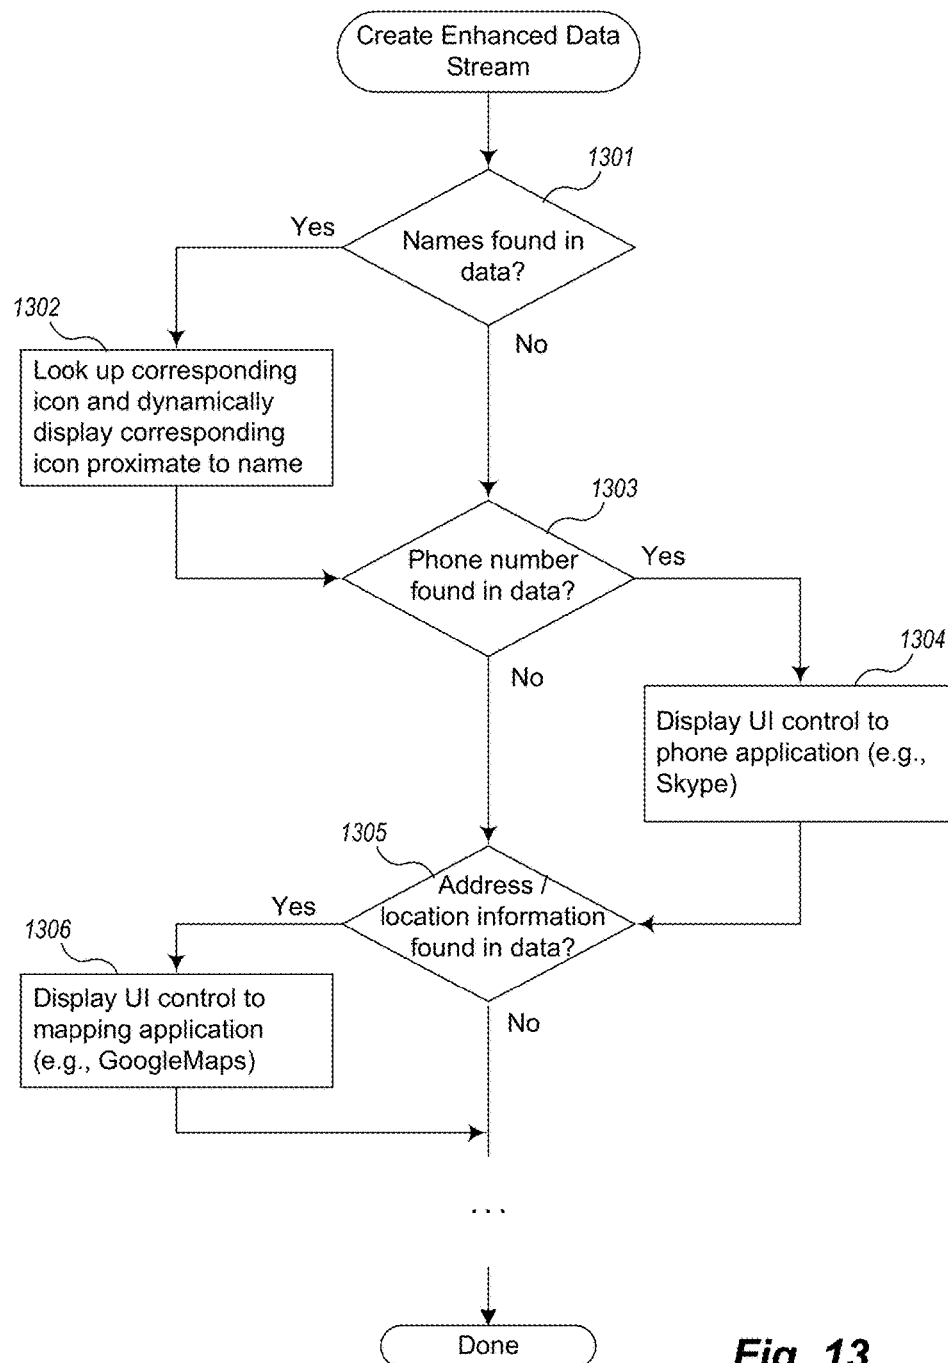 Create Enhanced Data
Stream
1301
Yes
Names found in
data?
1302
No
Look up corresponding
icon and dynamically
display corresponding
icon proximate to name
1303
Phone number
found in data?
Yes
1304
No
Display UI control to
phone application (e.g.,
Skype)
1305
Address /
location information
found in data?
Yes
1306
No
Display UI control to
mapping application
(e.g., GoogleMaps)
...
Done
Fig. 13